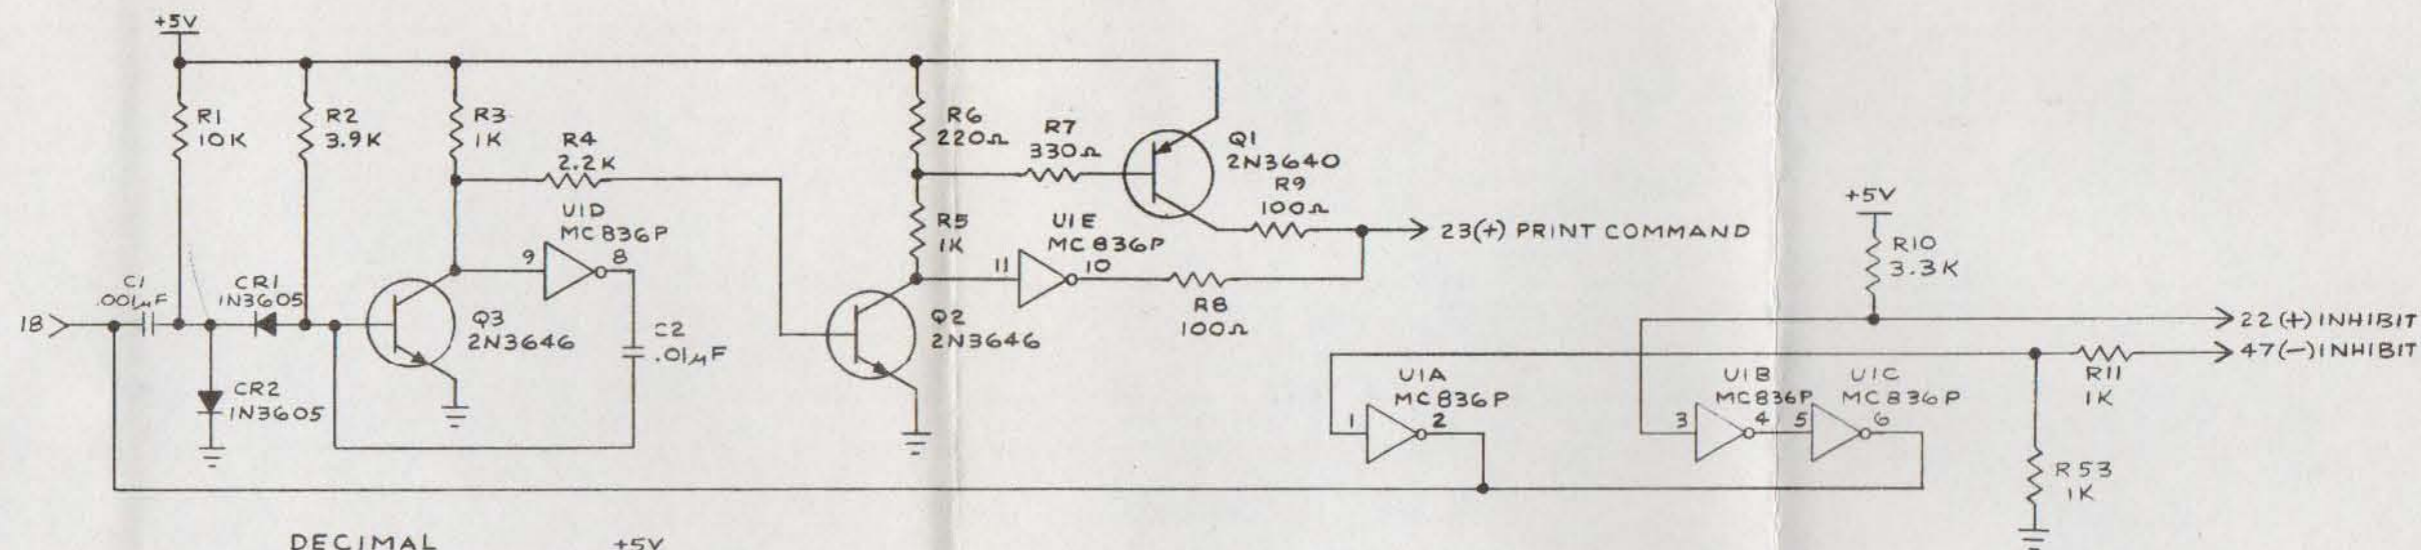 +5V
R1
10K
R2
3.9K
R3
1K
R4
2.2K
R6
220Ω
R7
330Ω
Q1
2N3640
R9
100Ω
U1D
MC836P
9
8
R5
1K
U1E
MC836P
11
10
23(+) PRINT COMMAND
+5V
R10
3.3K
C1
.001µF
CR1
1N3605
18
Q3
2N3646
C2
.01µF
Q2
2N3646
R8
100Ω
22(+) INHIBIT
47(-) INHIBIT
CR2
1N3605
U1A
MC836P
1
2
U1B
MC836P
3
4
U1C
MC836P
5
6
R11
1K
R53
1K
DECIMAL
+5V